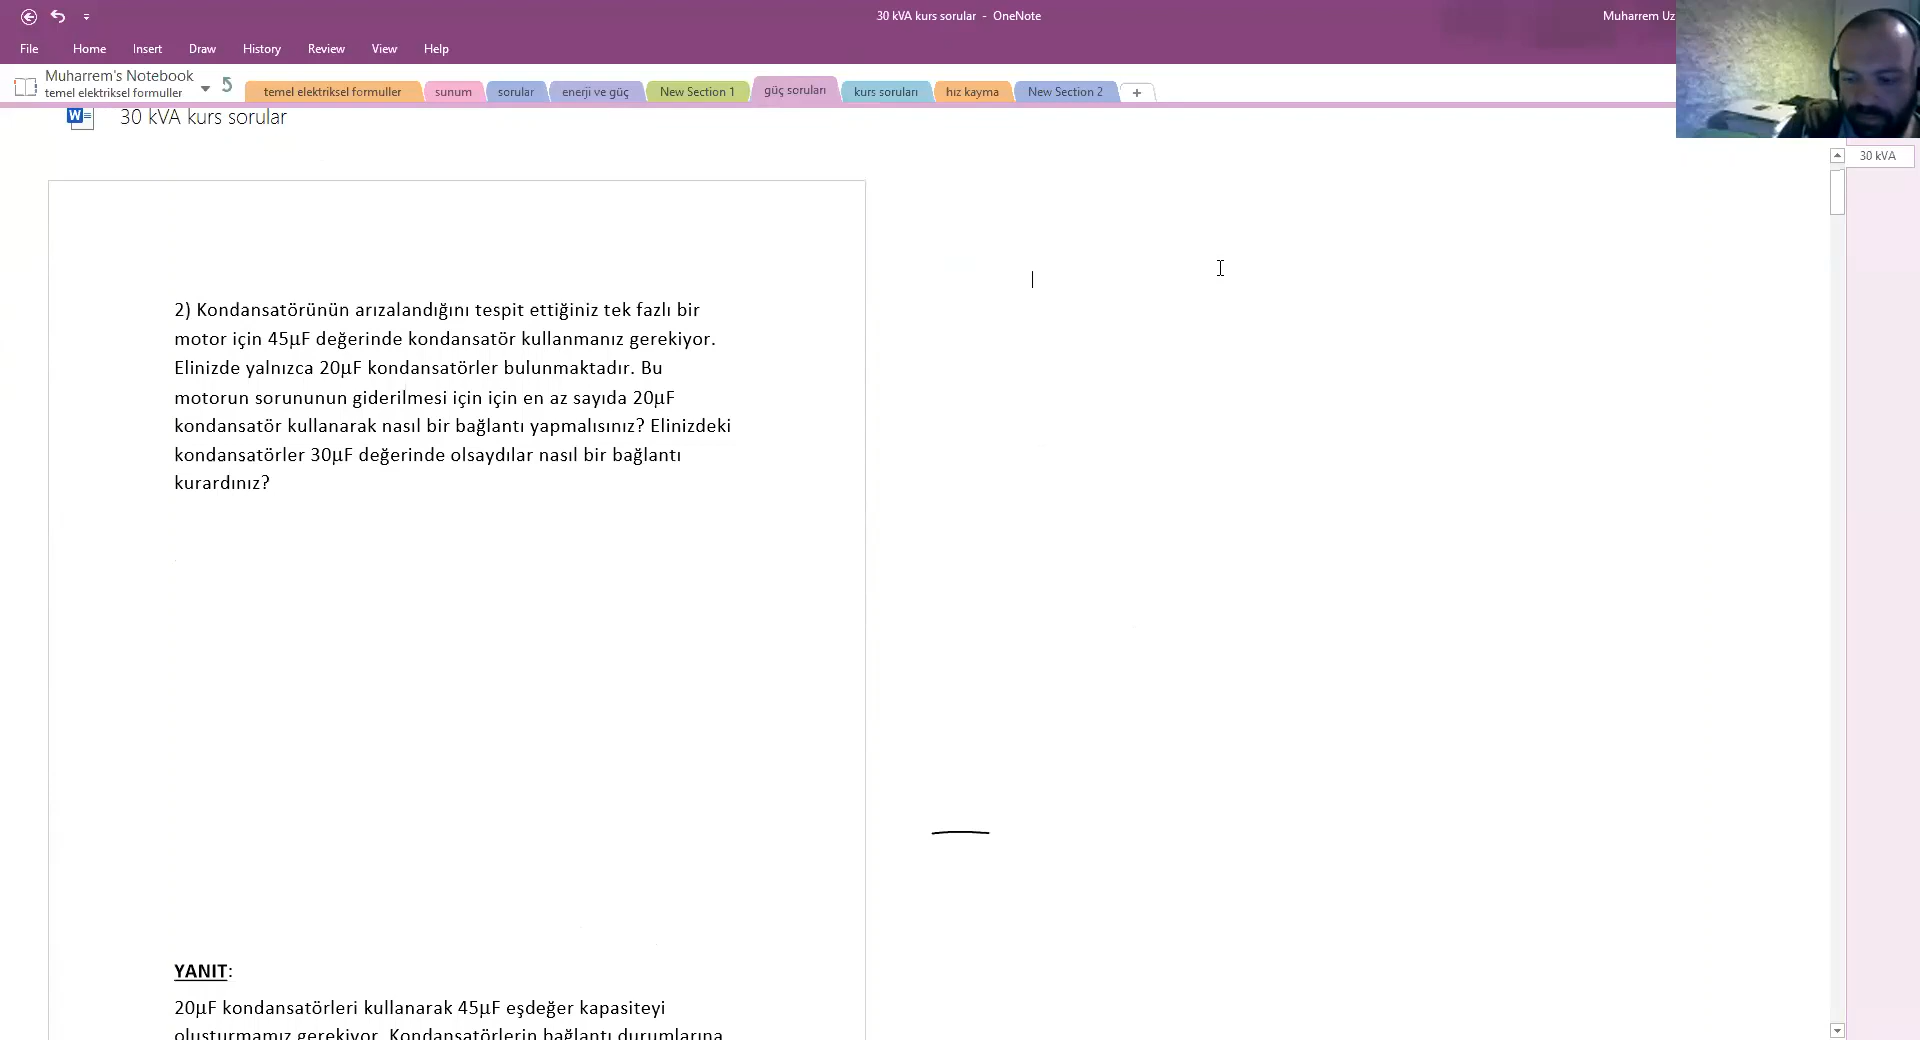 30 kVA kurs sorular - OneNote
Muharrem Uz
File Home Insert Draw History Review View Help
Muharrem's Notebook
temel elektriksel formuller
temel elektriksel formuller sunum sorular enerji ve güç New Section 1 güç soruları kurs soruları hız kayma New Section 2 +
30 kVA kurs sorular
30 kVA
2) Kondansatörünün arızalandığını tespit ettiğiniz tek fazlı bir
motor için 45µF değerinde kondansatör kullanmanız gerekiyor.
Elinizde yalnızca 20µF kondansatörler bulunmaktadır. Bu
motorun sorununun giderilmesi için için en az sayıda 20µF
kondansatör kullanarak nasıl bir bağlantı yapmalısınız? Elinizdeki
kondansatörler 30µF değerinde olsaydılar nasıl bir bağlantı
kurardınız?
YANIT:
20µF kondansatörleri kullanarak 45µF eşdeğer kapasiteyi
oluşturmamız gerekiyor. Kondansatörlerin bağlantı durumlarına